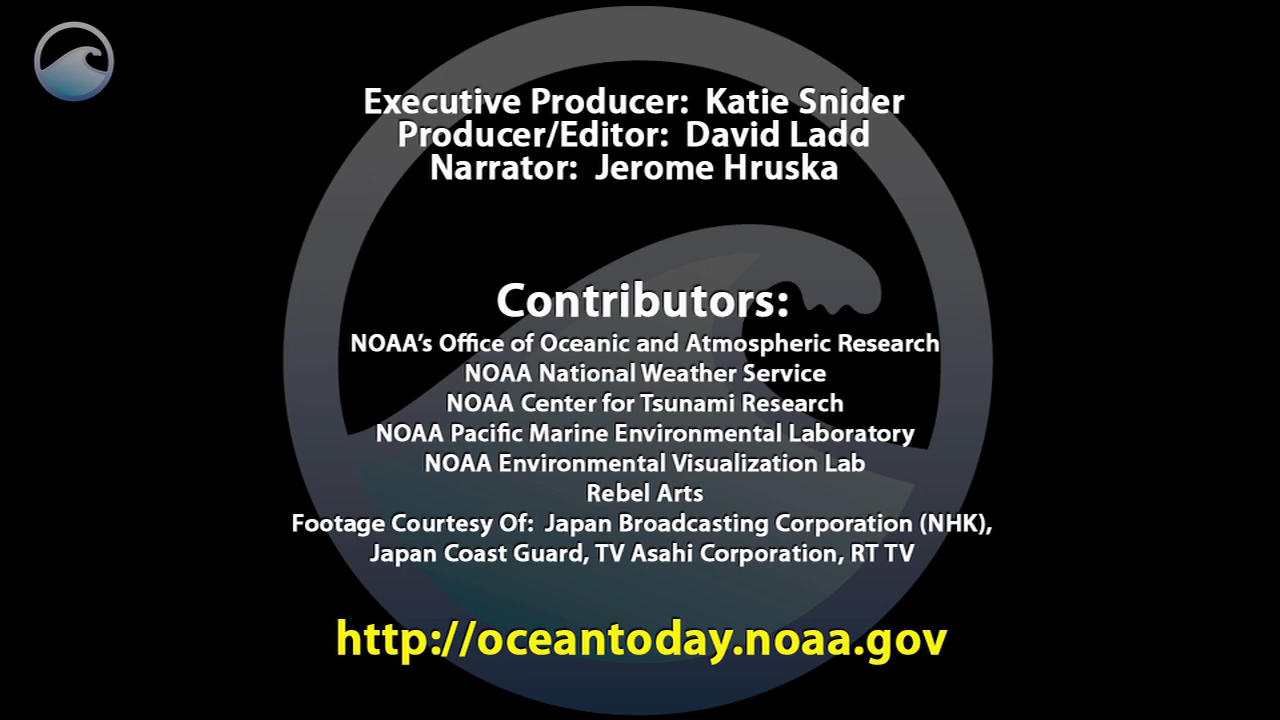 Executive Producer:  Katie Snider
Producer/Editor:  David Ladd
Narrator:  Jerome Hruska
Contributors:
NOAA's Office of Oceanic and Atmospheric Research
NOAA National Weather Service
NOAA Center for Tsunami Research
NOAA Pacific Marine Environmental Laboratory
NOAA Environmental Visualization Lab
Rebel Arts
Footage Courtesy Of:  Japan Broadcasting Corporation (NHK),
Japan Coast Guard, TV Asahi Corporation, RT TV
http://oceantoday.noaa.gov